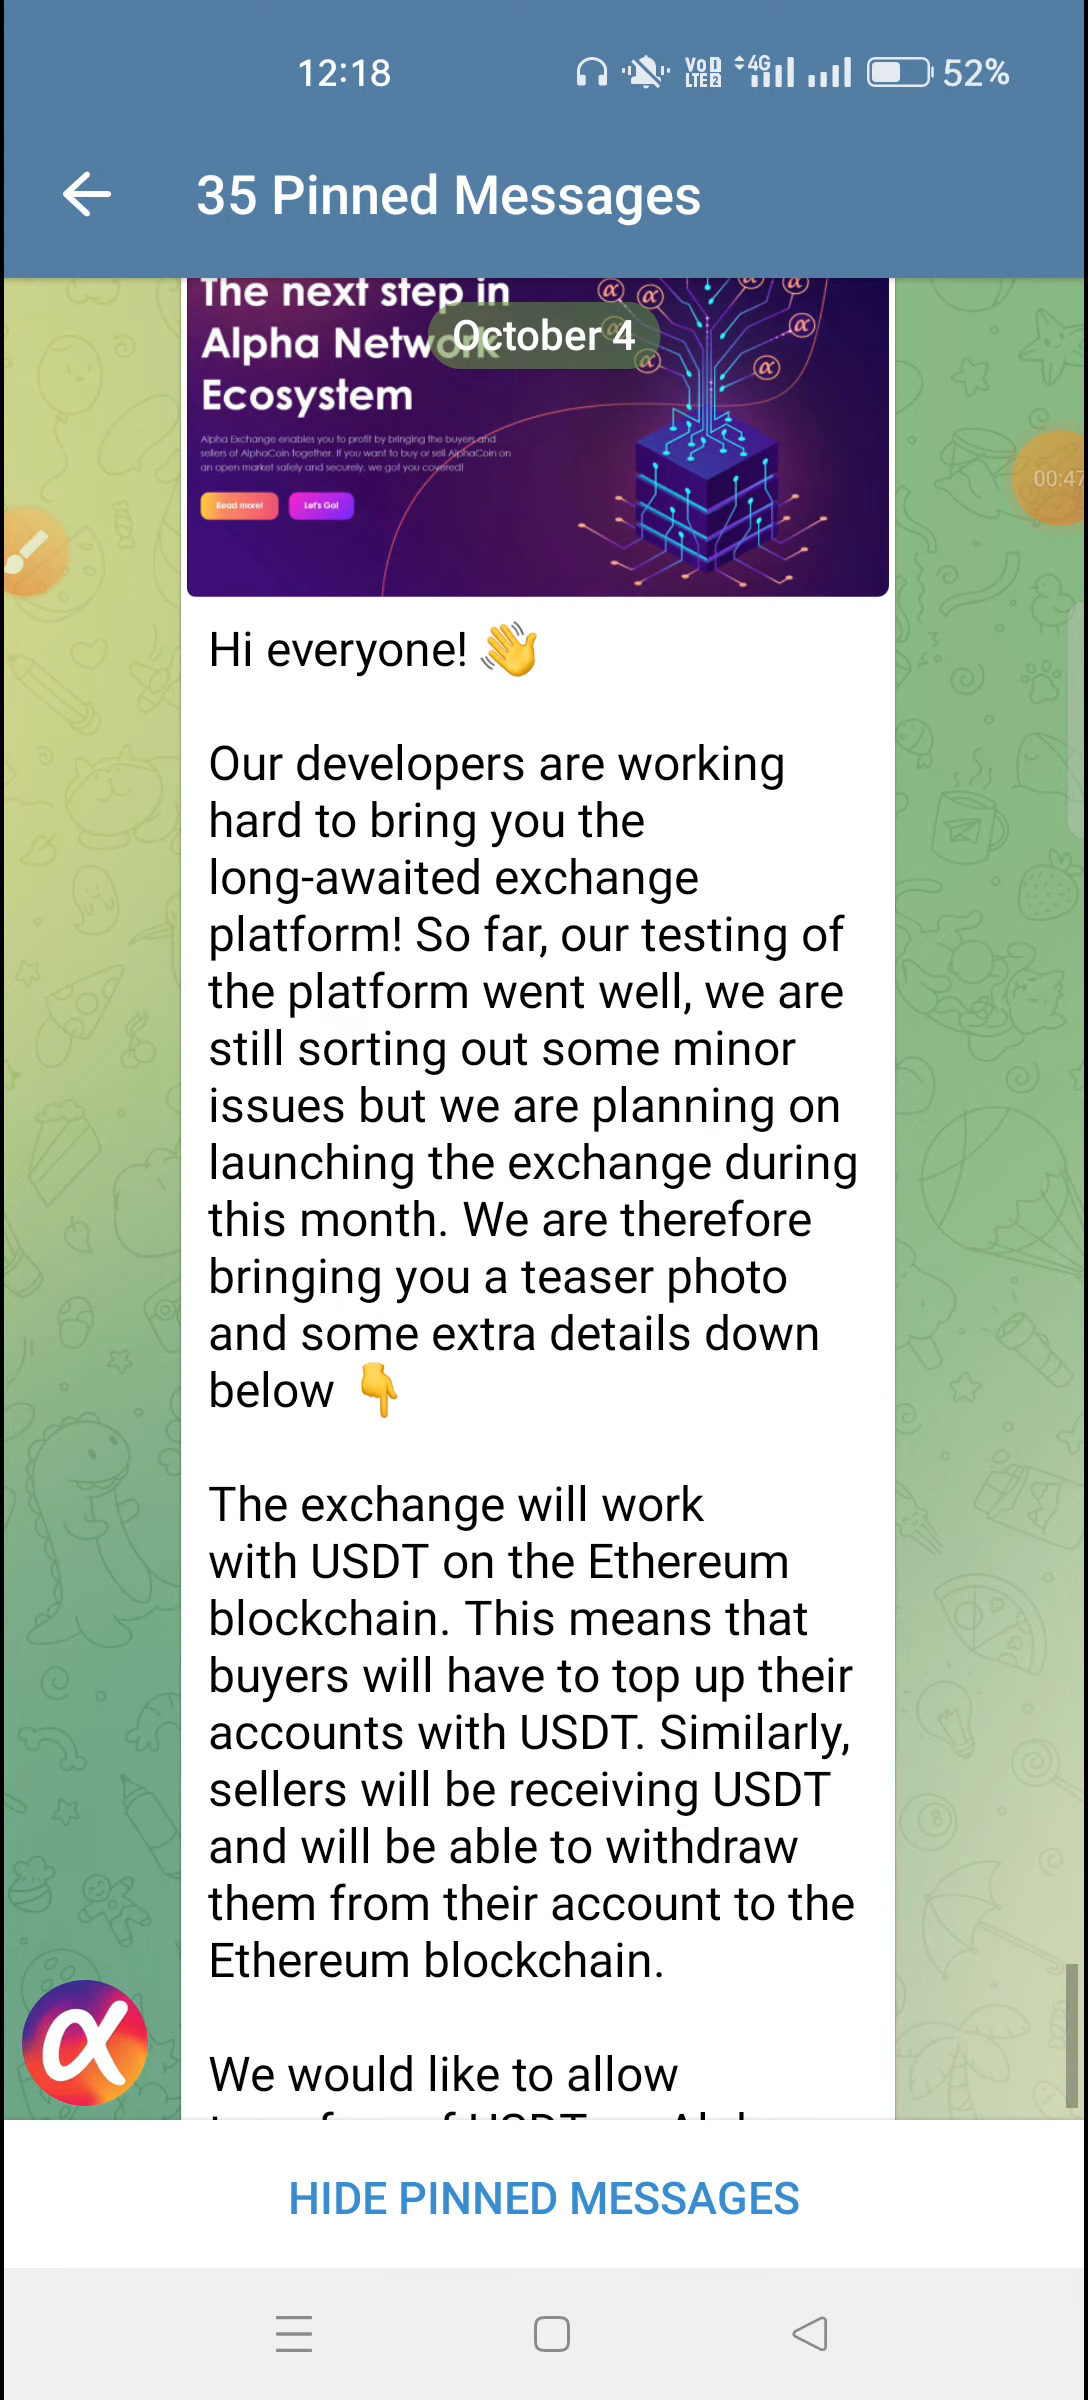 12:18
VoD
LTE 2
4G
52%
35 Pinned Messages
The next step in
Alpha Network
October 4
Ecosystem
Alpha Exchange enables you to profit by bringing the buyers and
sellers of AlphaCoin together. If you want to buy or sell AlphaCoin on
an open market safely and securely, we got you covered!
Read more!
Let's Go!
00:47
Hi everyone! 👋
Our developers are working
hard to bring you the
long-awaited exchange
platform! So far, our testing of
the platform went well, we are
still sorting out some minor
issues but we are planning on
launching the exchange during
this month. We are therefore
bringing you a teaser photo
and some extra details down
below 👇
The exchange will work
with USDT on the Ethereum
blockchain. This means that
buyers will have to top up their
accounts with USDT. Similarly,
sellers will be receiving USDT
and will be able to withdraw
them from their account to the
Ethereum blockchain.
We would like to allow
HIDE PINNED MESSAGES